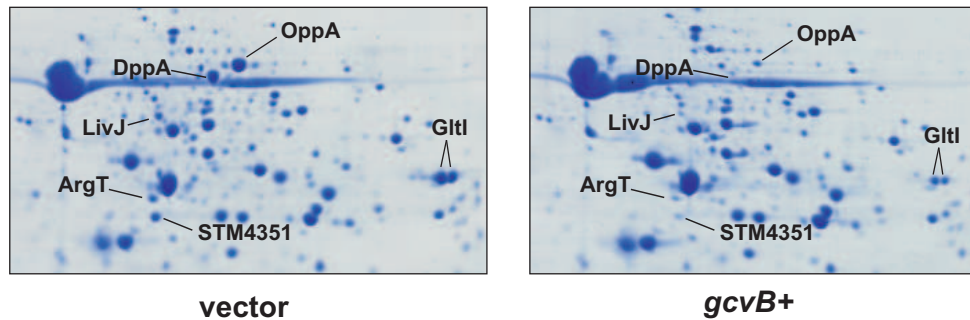 OppA
DppA
LivJ
GltI
ArgT
STM4351
vector
OppA
DppA
LivJ
GltI
ArgT
STM4351
gcvB+